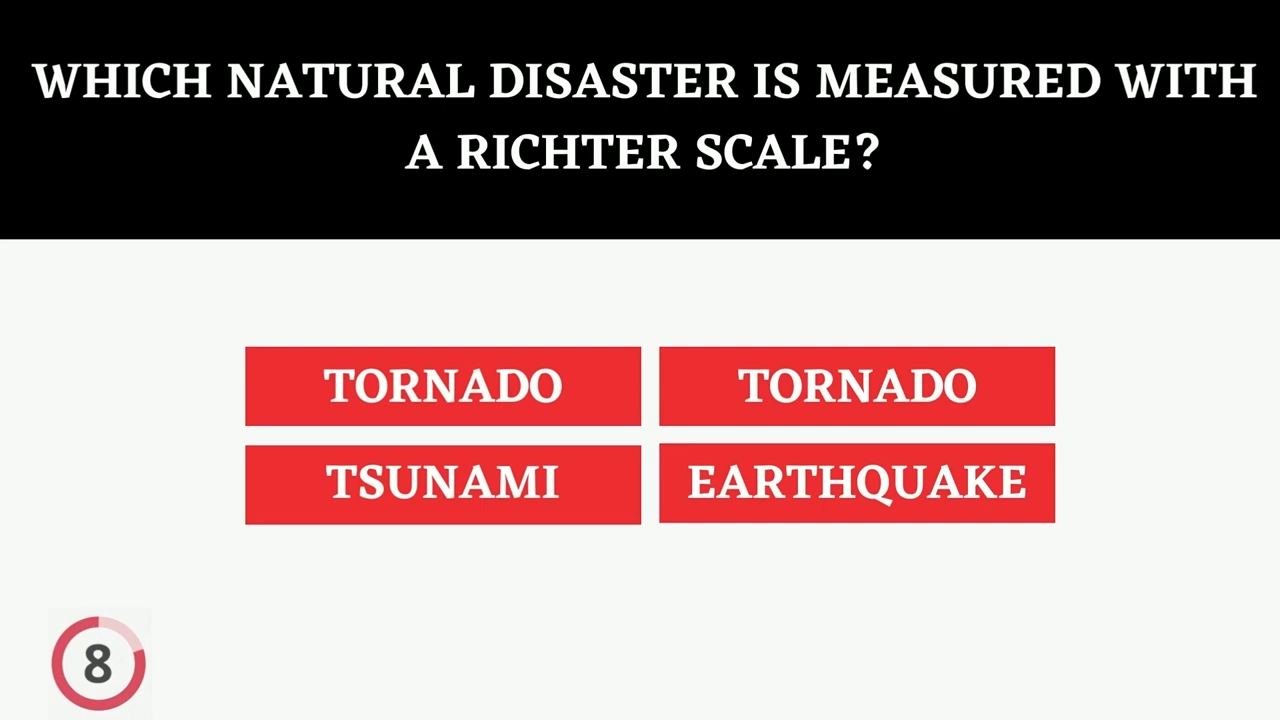 WHICH NATURAL DISASTER IS MEASURED WITH
A RICHTER SCALE?
TORNADO
TORNADO
TSUNAMI
EARTHQUAKE
8